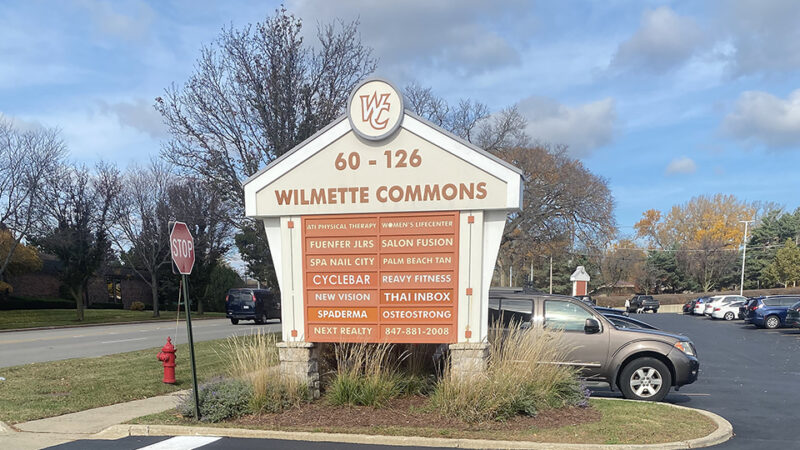 WC
60 - 126
WILMETTE COMMONS
ATI PHYSICAL THERAPY WOMEN'S LIFECENTER
FUENFER JLRS SALON FUSION
SPA NAIL CITY PALM BEACH TAN
CYCLEBAR REAVY FITNESS
NEW VISION THAI INBOX
SPADERMA OSTEOSTRONG
NEXT REALTY 847-881-2008
STOP